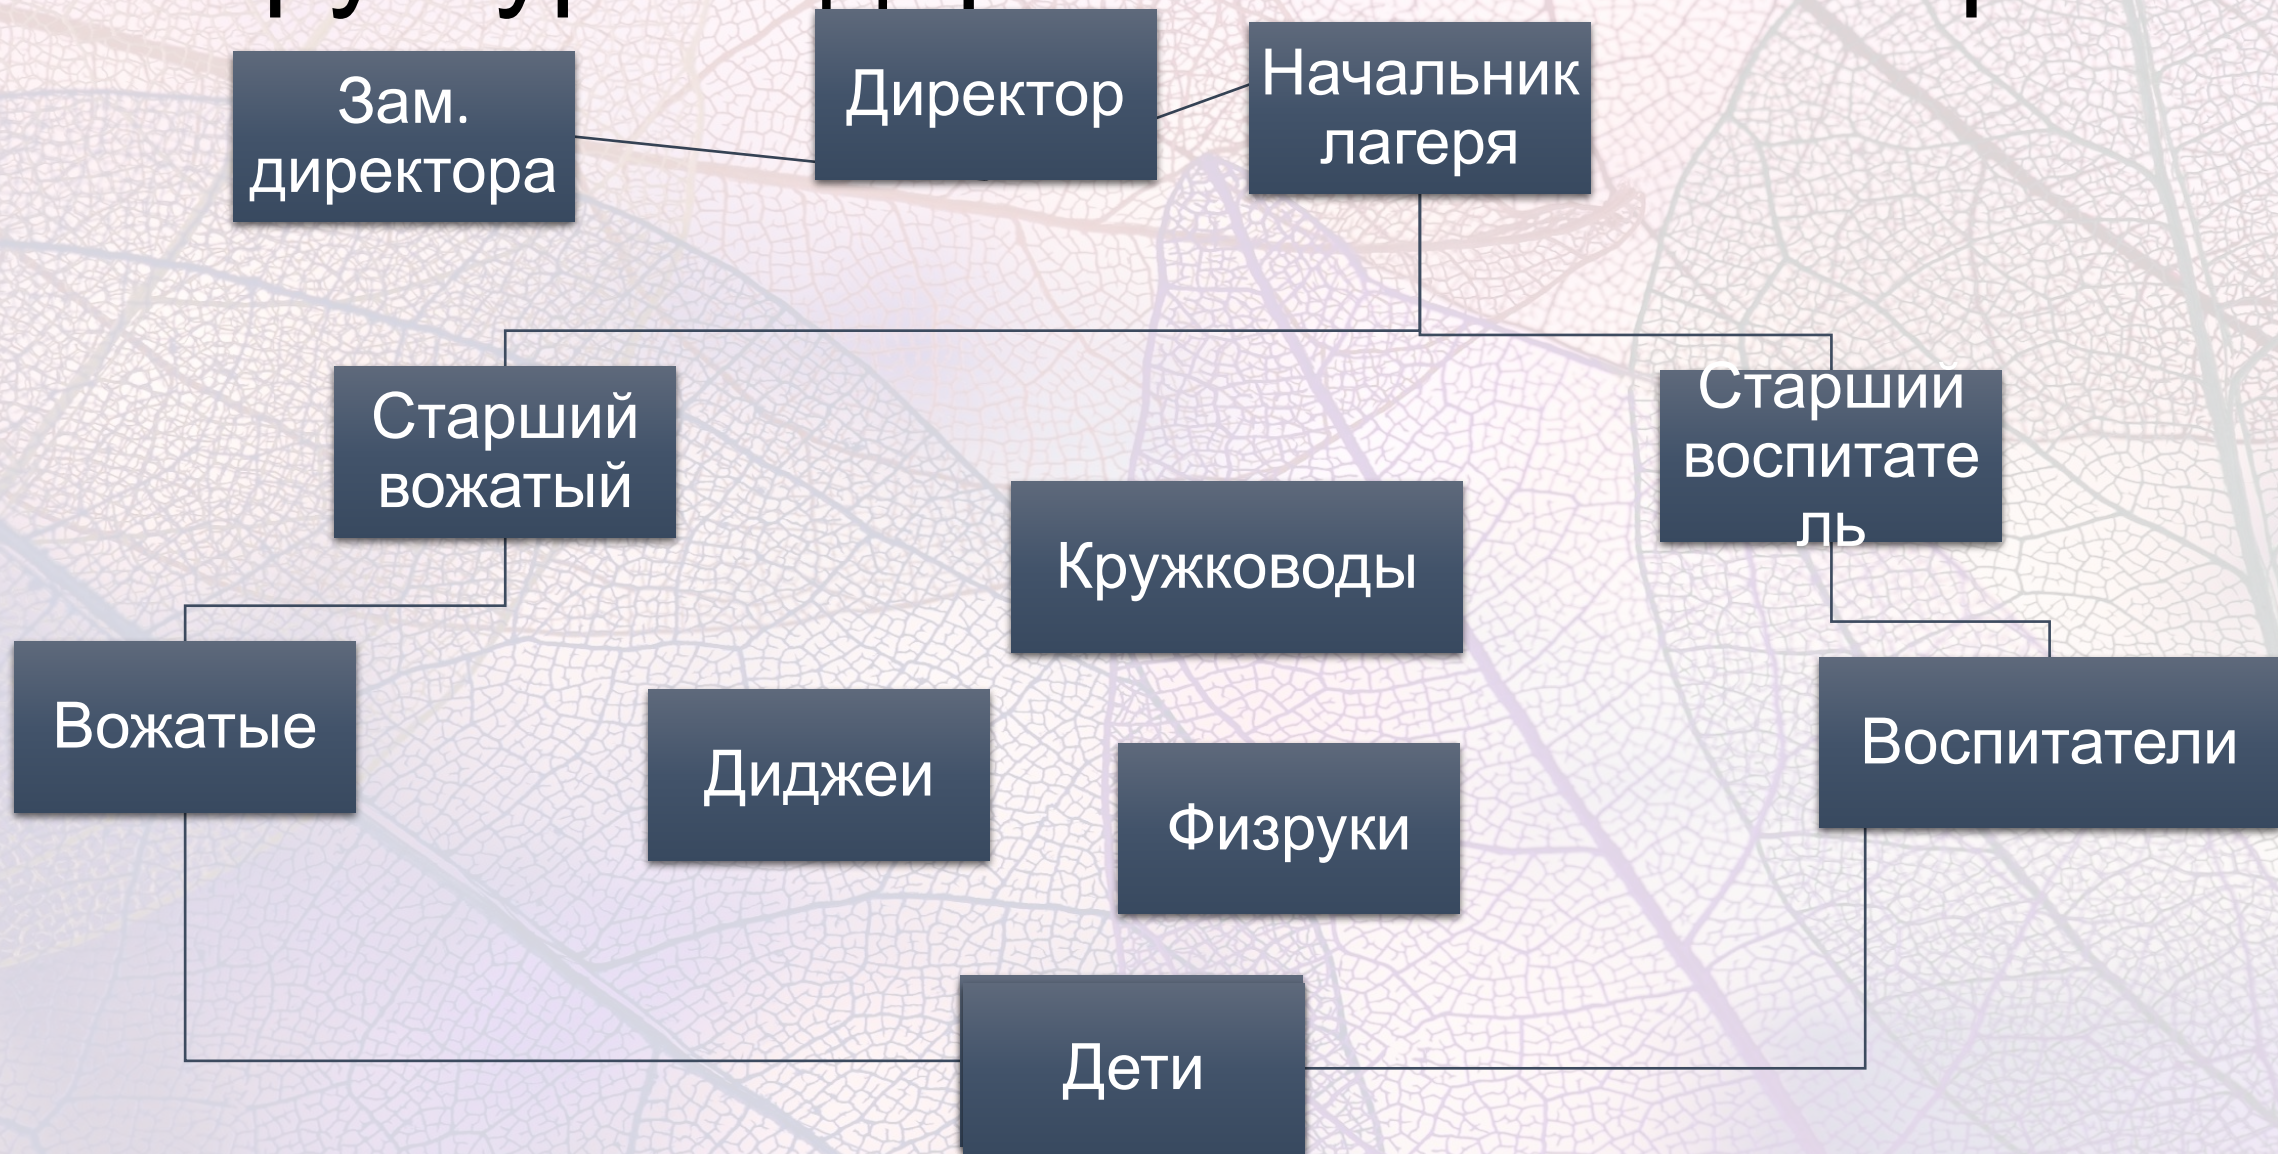 Зам.
директора
Директор
Начальник
лагеря
Старший
вожатый
Старший
воспитате
ль
Кружководы
Вожатые
Диджеи
Физруки
Воспитатели
Дети